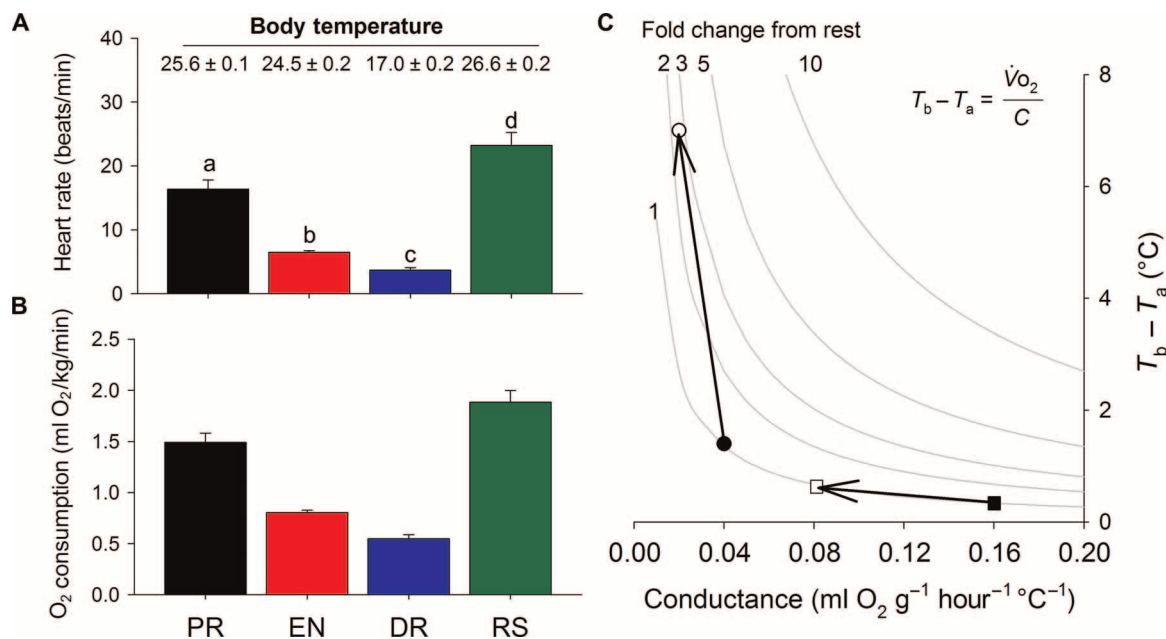 A
Body temperature
25.6 ± 0.1 24.5 ± 0.2 17.0 ± 0.2 26.6 ± 0.2
Heart rate (beats/min)
40
30
20
10
0
a
b
c
d
B
O₂ consumption (ml O₂/kg/min)
2.5
2.0
1.5
1.0
0.5
0.0
PR EN DR RS
C
Fold change from rest
2 3 5 10
1
T_b – T_a = V̇o₂ / C
8
6
4
2
0
T_b – T_a (°C)
0.00 0.04 0.08 0.12 0.16 0.20
Conductance (ml O₂ g⁻¹ hour⁻¹ °C⁻¹)